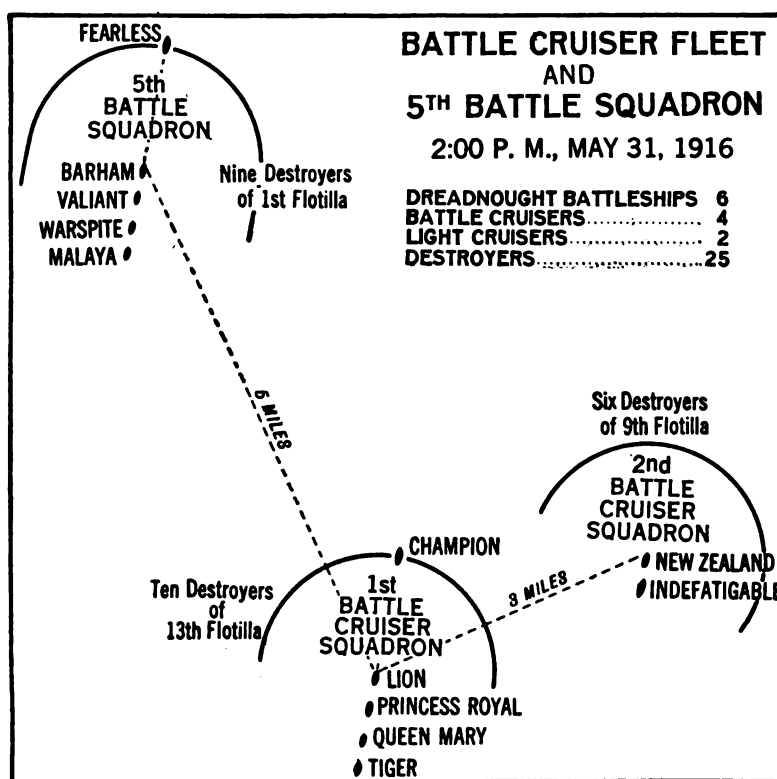 BATTLE CRUISER FLEET
AND
5TH BATTLE SQUADRON
2:00 P. M., MAY 31, 1916
DREADNOUGHT BATTLESHIPS 6
BATTLE CRUISERS.............. 4
LIGHT CRUISERS................ 2
DESTROYERS....................25
FEARLESS
5th
BATTLE
SQUADRON
BARHAM
VALIANT
WARSPITE
MALAYA
Nine Destroyers
of 1st Flotilla
5 MILES
Six Destroyers
of 9th Flotilla
2nd
BATTLE
CRUISER
SQUADRON
NEW ZEALAND
INDEFATIGABLE
3 MILES
CHAMPION
Ten Destroyers
of
13th Flotilla
1st
BATTLE
CRUISER
SQUADRON
LION
PRINCESS ROYAL
QUEEN MARY
TIGER